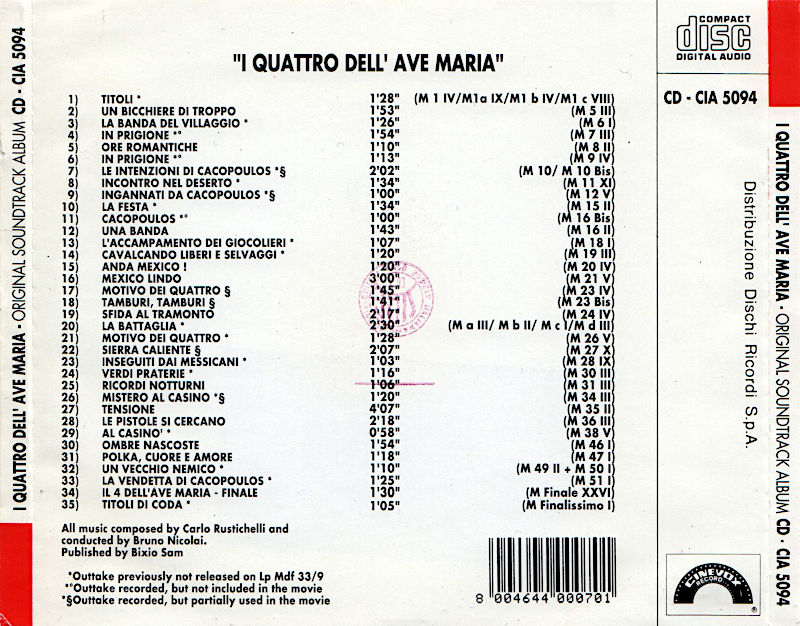 I QUATTRO DELL' AVE MARIA - ORIGINAL SOUNDTRACK ALBUM CD - CIA 5094
"I QUATTRO DELL' AVE MARIA"
1) TITOLI * 1'28" (M 1 IV/M1a IX/M1 b IV/M1 c VIII)
2) UN BICCHIERE DI TROPPO 1'53" (M 5 III)
3) LA BANDA DEL VILLAGGIO * 1'26" (M 6 I)
4) IN PRIGIONE *° 1'54" (M 7 III)
5) ORE ROMANTICHE 1'10" (M 8 II)
6) IN PRIGIONE *° 1'13" (M 9 IV)
7) LE INTENZIONI DI CACOPOULOS *§ 2'02" (M 10/ M 10 Bis)
8) INCONTRO NEL DESERTO * 1'34" (M 11 XI)
9) INGANNATI DA CACOPOULOS *§ 1'00" (M 12 V)
10) LA FESTA * 1'34" (M 15 II)
11) CACOPOULOS *° 1'00" (M 16 Bis)
12) UNA BANDA 1'43" (M 16 II)
13) L'ACCAMPAMENTO DEI GIOCOLIERI * 1'07" (M 18 I)
14) CAVALCANDO LIBERI E SELVAGGI * 1'20" (M 19 III)
15) ANDA MEXICO ! 1'20" (M 20 IV)
16) MEXICO LINDO 3'00" (M 21 V)
17) MOTIVO DEI QUATTRO § 1'45" (M 23 IV)
18) TAMBURI, TAMBURI § 1'41" (M 23 Bis)
19) SFIDA AL TRAMONTO 2'17" (M 24 IV)
20) LA BATTAGLIA * 2'30" (M a III/ M b II/ M c I/M d III)
21) MOTIVO DEI QUATTRO * 1'28" (M 26 V)
22) SIERRA CALIENTE § 2'07" (M 27 X)
23) INSEGUITI DAI MESSICANI * 1'03" (M 28 IX)
24) VERDI PRATERIE * 1'16" (M 30 III)
25) RICORDI NOTTURNI 1'06" (M 31 III)
26) MISTERO AL CASINO *§ 1'20" (M 34 III)
27) TENSIONE 4'07" (M 35 II)
28) LE PISTOLE SI CERCANO 2'18" (M 36 III)
29) AL CASINO' * 0'58" (M 38 V)
30) OMBRE NASCOSTE 1'54" (M 46 I)
31) POLKA, CUORE E AMORE 1'18" (M 47 I)
32) UN VECCHIO NEMICO * 1'10" (M 49 II + M 50 I)
33) LA VENDETTA DI CACOPOULOS * 1'25" (M 51 I)
34) IL 4 DELL'AVE MARIA - FINALE 1'30" (M Finale XXVI)
35) TITOLI DI CODA * 1'05" (M Finalissimo I)
All music composed by Carlo Rustichelli and
conducted by Bruno Nicolai.
Published by Bixio Sam
*Outtake previously not released on Lp Mdf 33/9
*°Outtake recorded, but not included in the movie
*§Outtake recorded, but partially used in the movie
8 004644 000701
COMPACT
disc
DIGITAL AUDIO
CD - CIA 5094
Distribuzione Dischi Ricordi S.p.A.
CINEVOX
RECORD
®
I QUATTRO DELL' AVE MARIA - ORIGINAL SOUNDTRACK ALBUM CD - CIA 5094